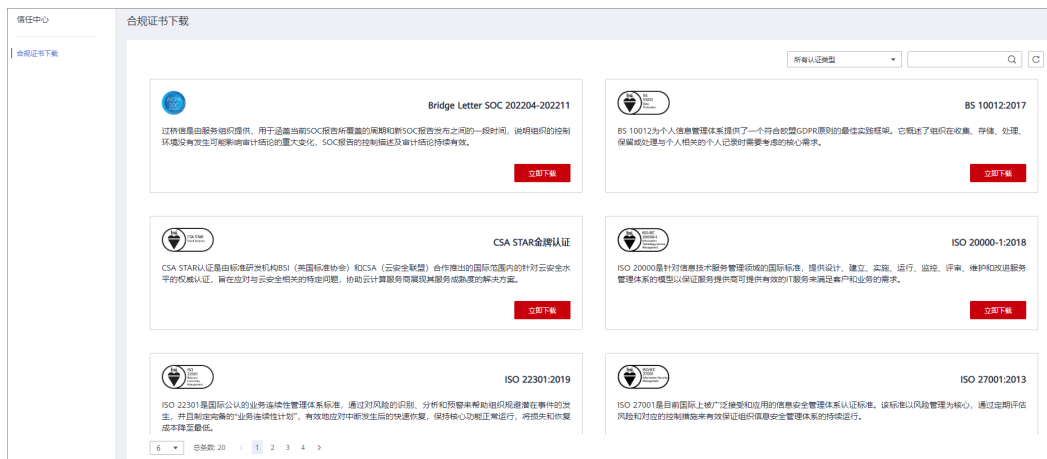 信任中心
合规证书下载
合规证书下载
所有认证类型
Bridge Letter SOC 202204-202211
过桥信是由服务组织提供，用于涵盖当前SOC报告所覆盖的周期和新SOC报告发布之间的一段时间，说明组织的控制
环境没有发生可能影响审计结论的重大变化，SOC报告的控制描述及审计结论持续有效。
立即下载
BS 10012:2017
BS 10012为个人信息管理体系提供了一个符合欧盟GDPR原则的最佳实践框架。它概述了组织在收集、存储、处理、
保留或处理与个人相关的个人记录时需要考虑的核心需求。
立即下载
CSA STAR金牌认证
CSA STAR认证是由标准研发机构BSI（英国标准协会）和CSA（云安全联盟）合作推出的国际范围内的针对云安全水
平的权威认证，旨在应对与云安全相关的特定问题，协助云计算服务商展现其服务成熟度的解决方案。
立即下载
ISO 20000-1:2018
ISO 20000是针对信息技术服务管理领域的国际标准，提供设计、建立、实施、运行、监控、评审、维护和改进服务
管理体系的模型以保证服务提供商可提供有效的IT服务来满足客户和业务的需求。
立即下载
ISO 22301:2019
ISO 22301是国际公认的业务连续性管理体系标准，通过对风险的识别、分析和预警来帮助组织规避潜在事件的发
生，并且制定完备的“业务连续性计划”，有效地应对中断发生后的快速恢复，保持核心功能正常运行，将损失和恢复
成本降至最低。
ISO 27001:2013
ISO 27001是目前国际上被广泛接受和应用的信息安全管理体系认证标准。该标准以风险管理为核心，通过定期评估
风险和对应的控制措施来有效保证组织信息安全管理体系的持续运行。
6 总条数: 20 < 1 2 3 4 >